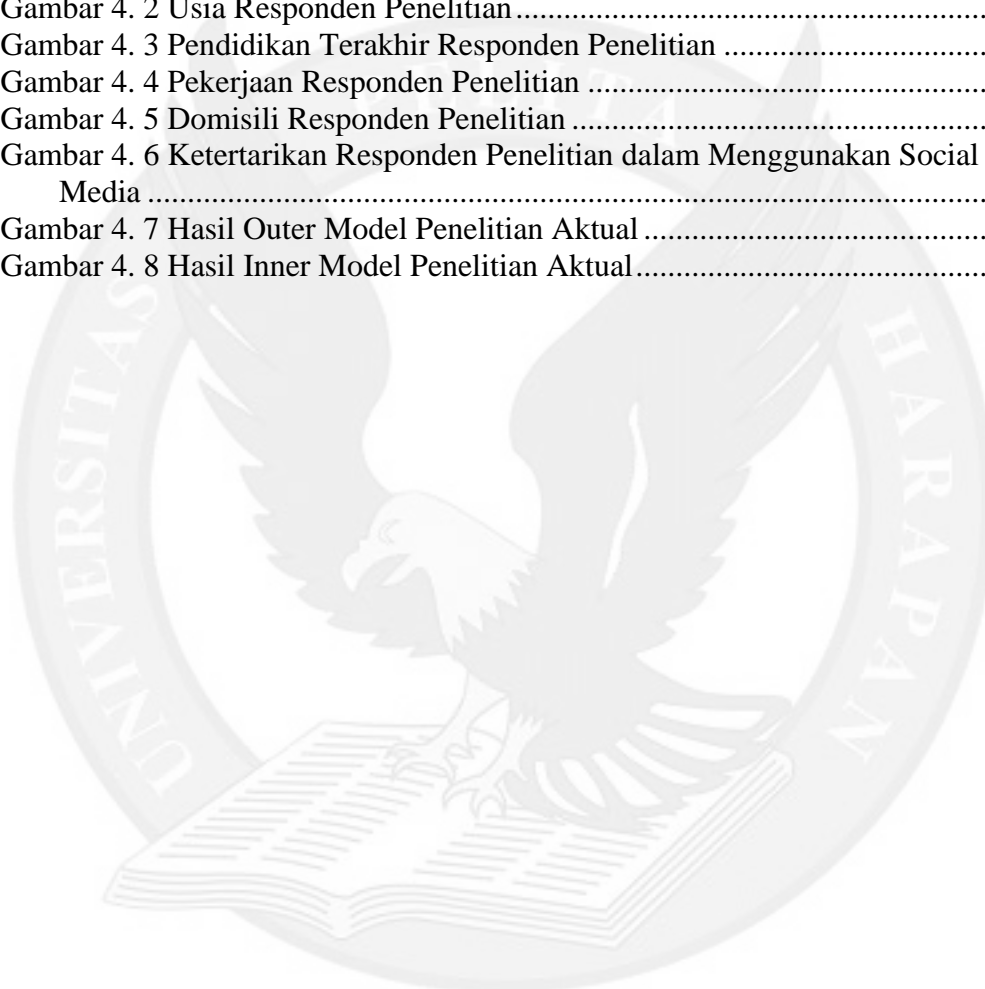 Gambar 4. 2 Usia Responden Penelitian............................................................
Gambar 4. 3 Pendidikan Terakhir Responden Penelitian ..................................
Gambar 4. 4 Pekerjaan Responden Penelitian ...................................................
Gambar 4. 5 Domisili Responden Penelitian .....................................................
Gambar 4. 6 Ketertarikan Responden Penelitian dalam Menggunakan Social
Media ..........................................................................................................
Gambar 4. 7 Hasil Outer Model Penelitian Aktual ............................................
Gambar 4. 8 Hasil Inner Model Penelitian Aktual.............................................
UNIVERSITAS PELITA HARAPAN